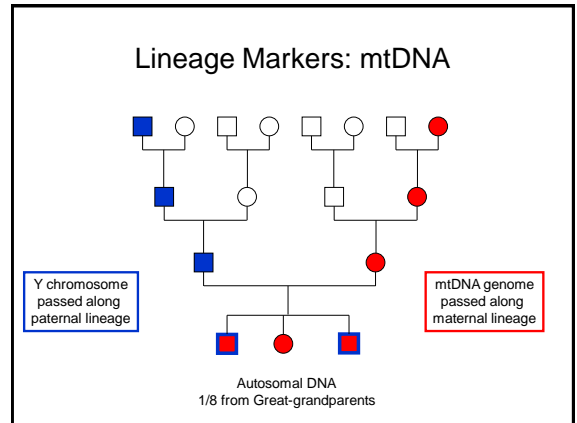 Lineage Markers: mtDNA
Y chromosome
passed along
paternal lineage
mtDNA genome
passed along
maternal lineage
Autosomal DNA
1/8 from Great-grandparents